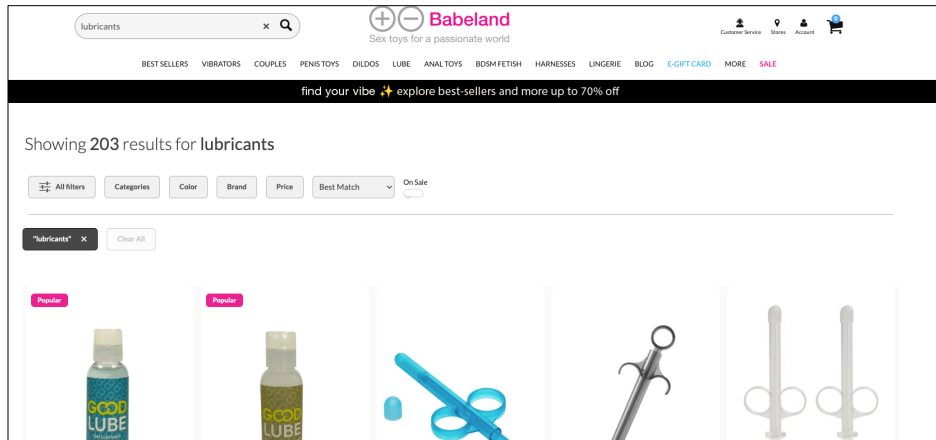 lubricants ×
Babeland
Sex toys for a passionate world
Customer Service Stores Account 0
BEST SELLERS VIBRATORS COUPLES PENIS TOYS DILDOS LUBE ANAL TOYS BDSM FETISH HARNESSES LINGERIE BLOG E-GIFT CARD MORE SALE
find your vibe ✨ explore best-sellers and more up to 70% off
Showing 203 results for lubricants
All filters Categories Color Brand Price Best Match On Sale
"lubricants" X Clear All
Popular Popular
GOOD LUBE
GOOD LUBE